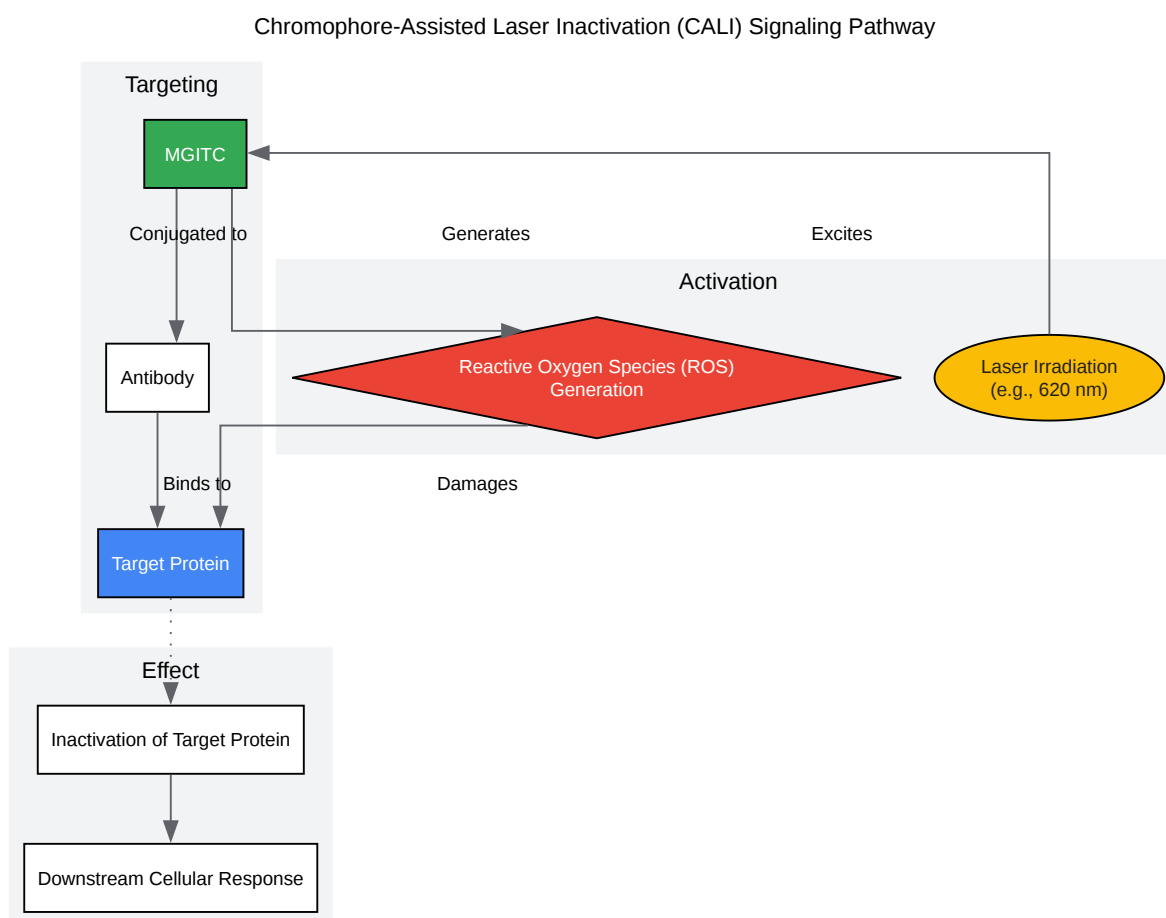 Chromophore-Assisted Laser Inactivation (CALI) Signaling Pathway
Targeting
MGITC
Conjugated to
Generates
Excites
Activation
Reactive Oxygen Species (ROS)
Generation
Laser Irradiation
(e.g., 620 nm)
Antibody
Binds to
Damages
Target Protein
Effect
Inactivation of Target Protein
Downstream Cellular Response